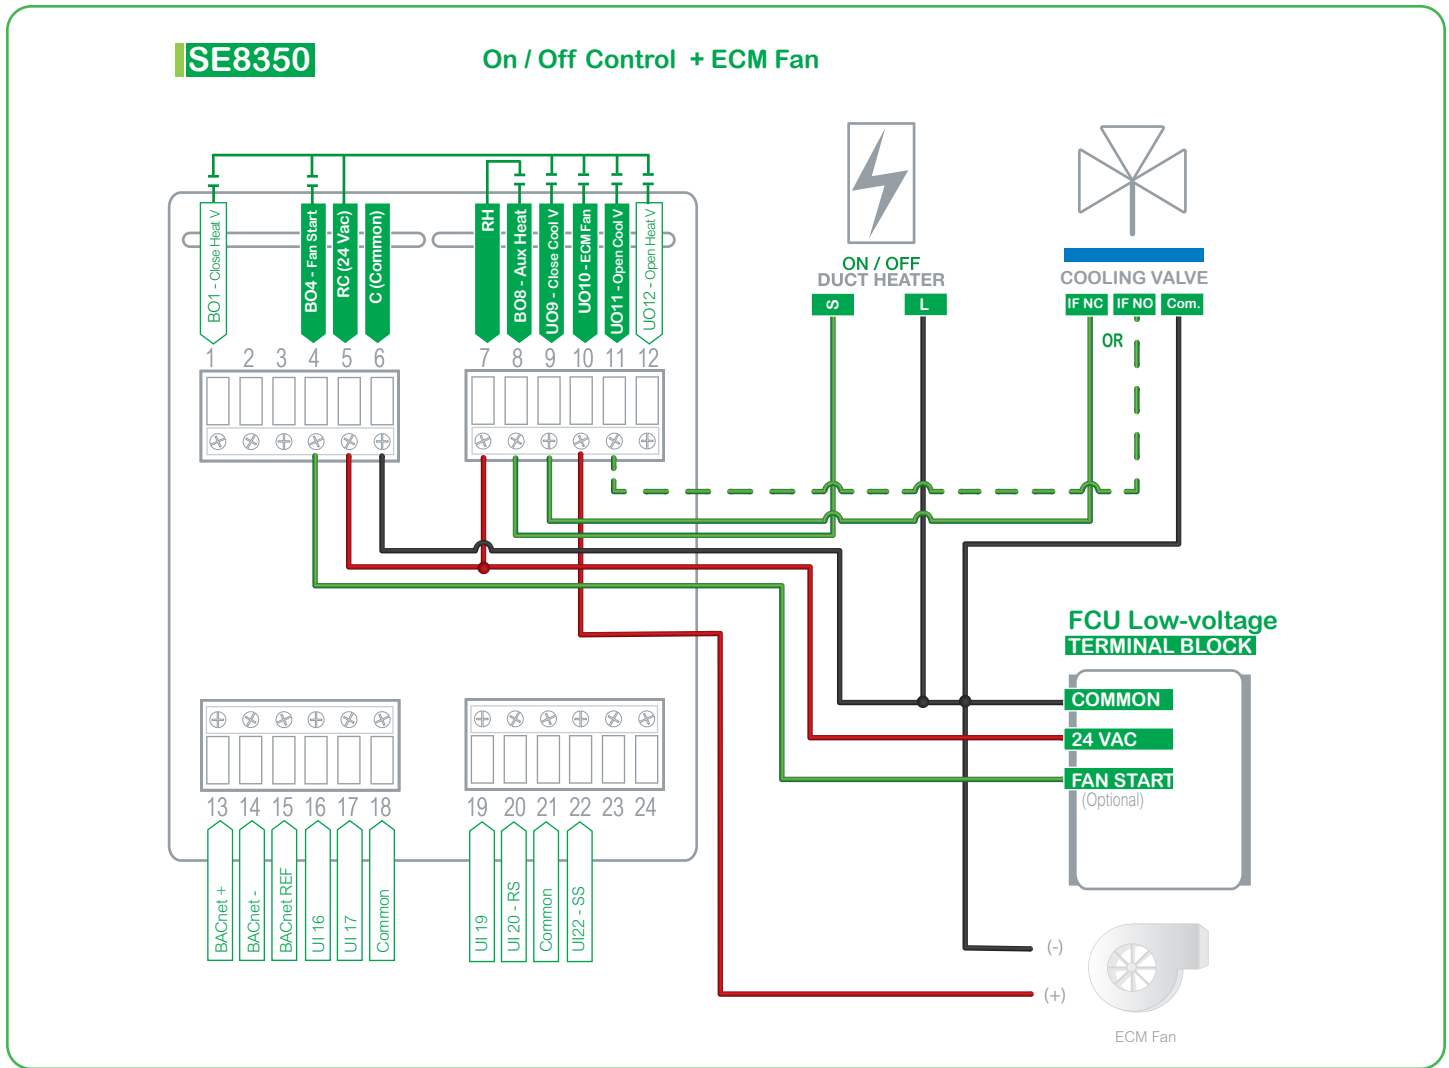 SE8350
On / Off Control + ECM Fan
BO1 - Close Heat V
BO4 - Fan Start
RC (24 Vac)
C (Common)
RH
BO8 - Aux Heat
UO9 - Close Cool V
UO10 - ECM Fan
UO11 - Open Cool V
UO12 - Open Heat V
1 2 3 4 5 6
7 8 9 10 11 12
ON / OFF
DUCT HEATER
S
L
COOLING VALVE
IF NC
IF NO
Com.
OR
FCU Low-voltage
TERMINAL BLOCK
COMMON
24 VAC
FAN START
(Optional)
13 14 15 16 17 18
19 20 21 22 23 24
BACnet +
BACnet -
BACnet REF
UI 16
UI 17
Common
UI 19
UI 20 - RS
Common
UI22 - SS
(-)
(+)
ECM Fan